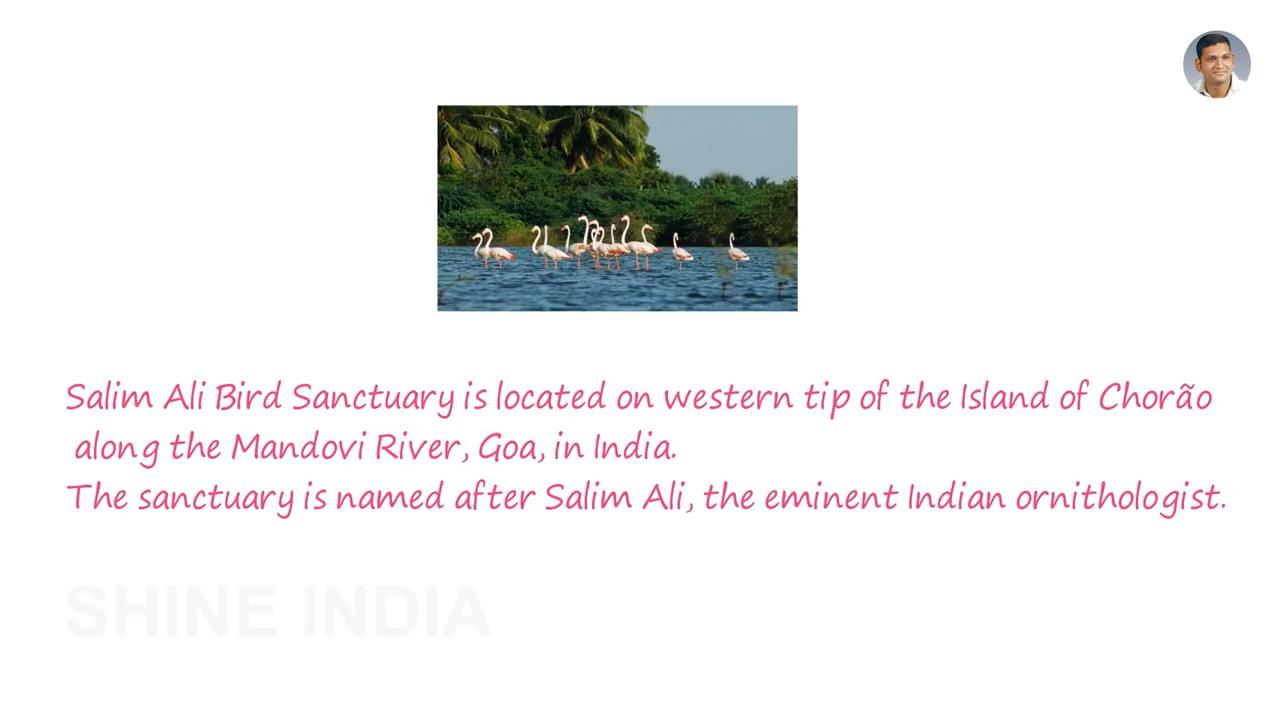 Salim Ali Bird Sanctuary is located on western tip of the Island of Chorão
along the Mandovi River, Goa, in India.
The sanctuary is named after Salim Ali, the eminent Indian ornithologist.
SHINE INDIA